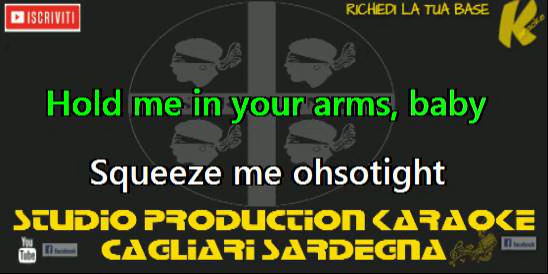 ISCRIVITI
RICHIEDI LA TUA BASE
Karaoke
Hold me in your arms, baby
Squeeze me ohsotight
STUDIO PRODUCTION KARAOKE
CAGLIARI SARDEGNA
You
Tube
facebook
facebook